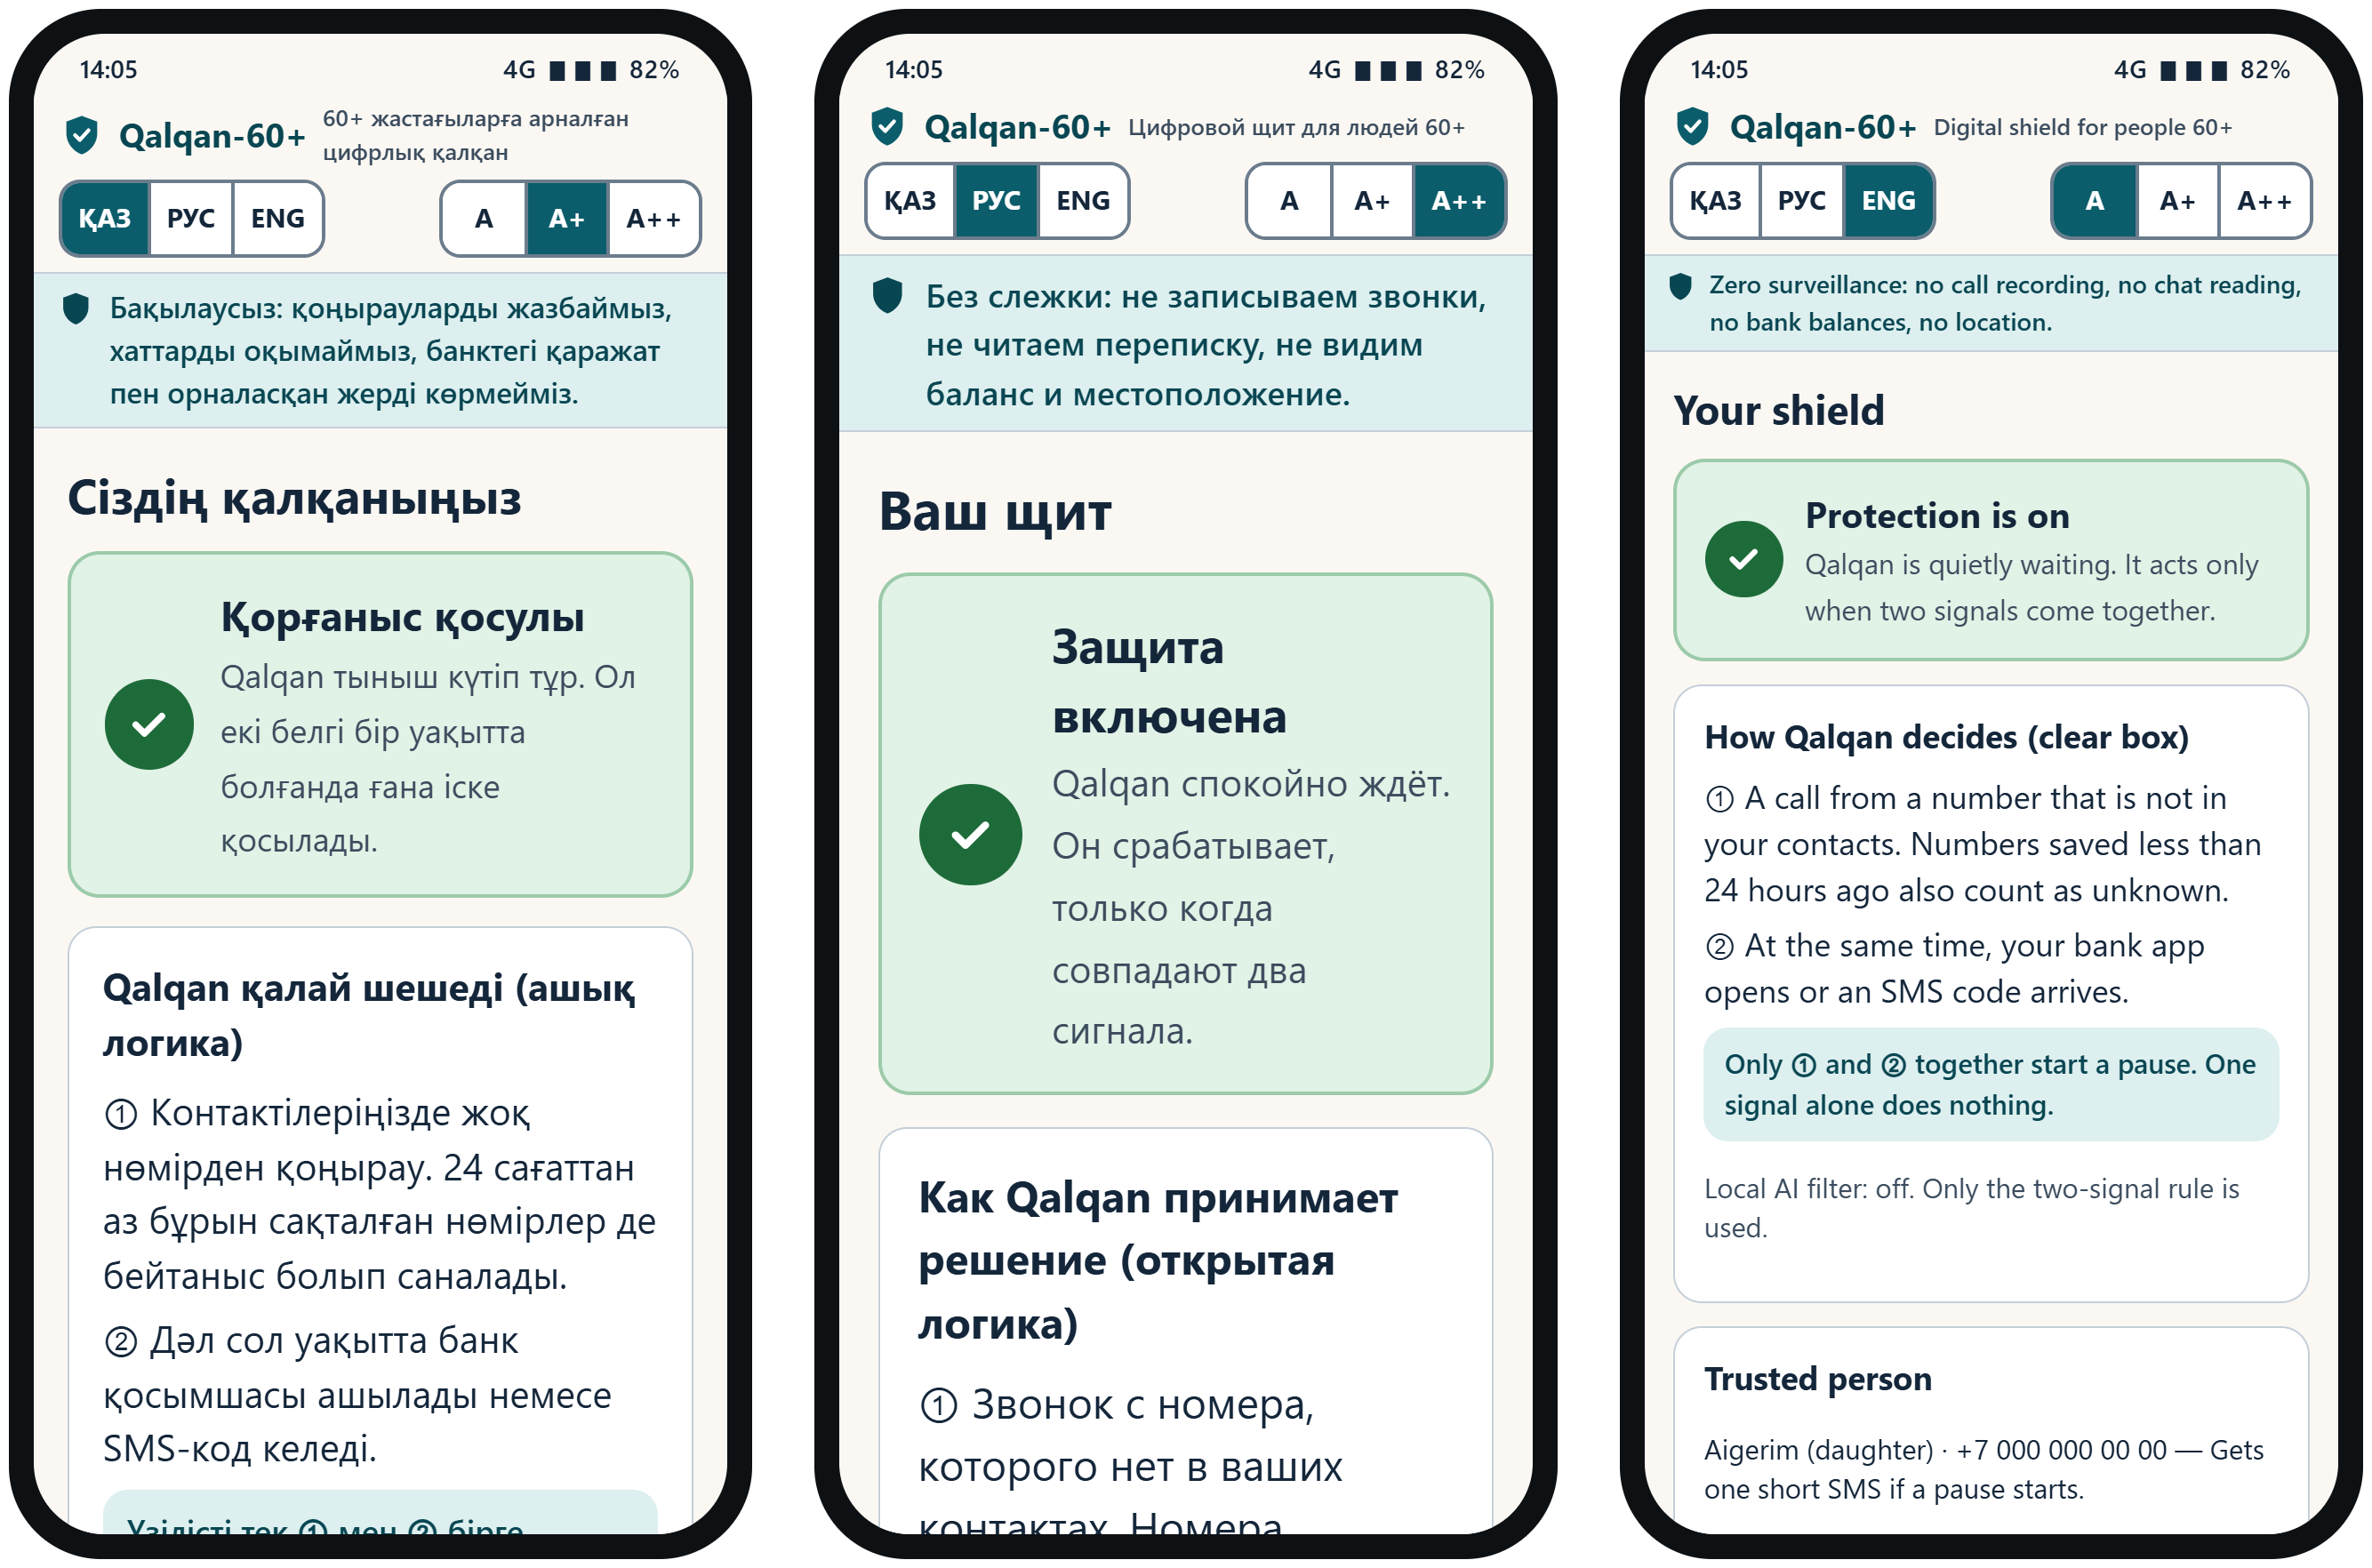 14:05
4G 82%
Qalqan-60+
60+ жастағыларға арналған
цифрлық қалқан
ҚАЗ РУС ENG
A A+ A++
Бақылаусыз: қоңырауларды жазбаймыз,
хаттарды оқымаймыз, банктегі қаражат
пен орналасқан жерді көрмейміз.
Сіздің қалқаныңыз
Қорғаныс қосулы
Qalqan тыныш күтіп тұр. Ол
екі белгі бір уақытта
болғанда ғана іске
қосылады.
Qalqan қалай шешеді (ашық
логика)
① Контактілеріңізде жоқ
нөмірден қоңырау. 24 сағаттан
аз бұрын сақталған нөмірлер де
бейтаныс болып саналады.
② Дәл сол уақытта банк
қосымшасы ашылады немесе
SMS-код келеді.
Үзілісті тек ① мен ② бірге
14:05
4G 82%
Qalqan-60+ Цифровой щит для людей 60+
ҚАЗ РУС ENG
A A+ A++
Без слежки: не записываем звонки,
не читаем переписку, не видим
баланс и местоположение.
Ваш щит
Защита
включена
Qalqan спокойно ждёт.
Он срабатывает,
только когда
совпадают два
сигнала.
Как Qalqan принимает
решение (открытая
логика)
① Звонок с номера,
которого нет в ваших
контактах. Номера
14:05
4G 82%
Qalqan-60+ Digital shield for people 60+
ҚАЗ РУС ENG
A A+ A++
Zero surveillance: no call recording, no chat reading,
no bank balances, no location.
Your shield
Protection is on
Qalqan is quietly waiting. It acts only
when two signals come together.
How Qalqan decides (clear box)
① A call from a number that is not in
your contacts. Numbers saved less than
24 hours ago also count as unknown.
② At the same time, your bank app
opens or an SMS code arrives.
Only ① and ② together start a pause. One
signal alone does nothing.
Local AI filter: off. Only the two-signal rule is
used.
Trusted person
Aigerim (daughter) · +7 000 000 00 00 — Gets
one short SMS if a pause starts.